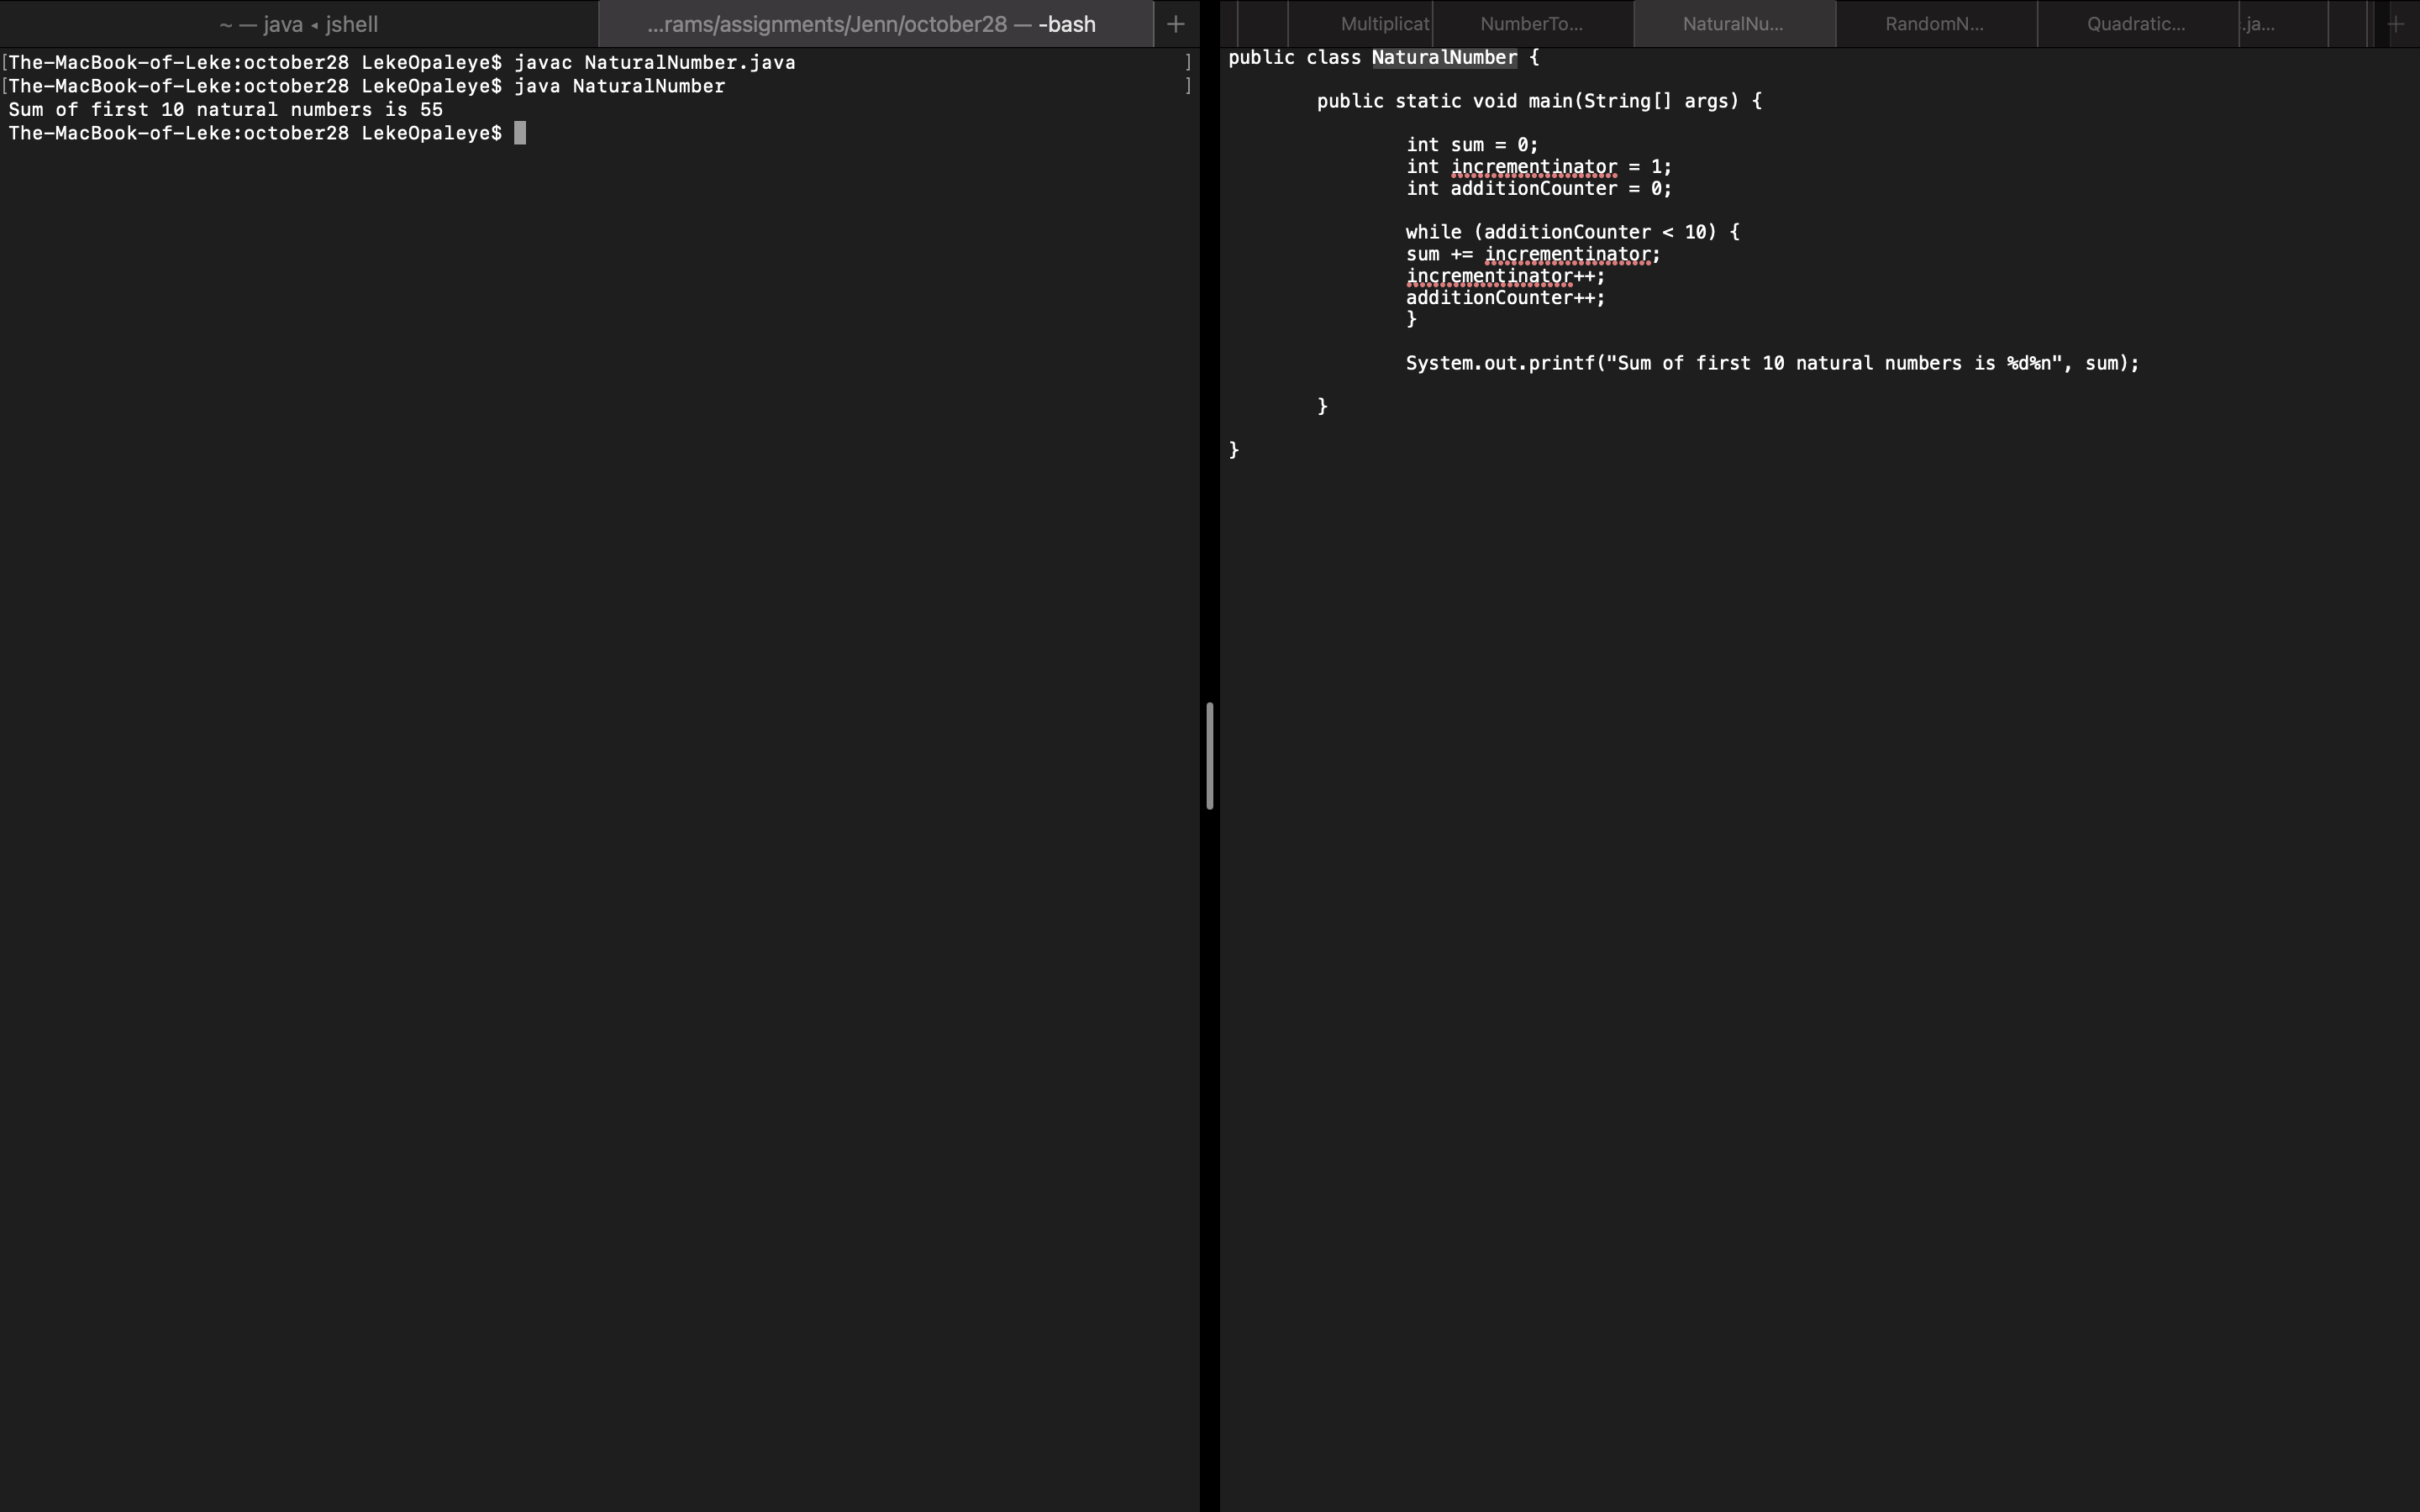 ~ — java ◂ jshell
...rams/assignments/Jenn/october28 — -bash
+
[The-MacBook-of-Leke:october28 LekeOpaleye$ javac NaturalNumber.java ]
[The-MacBook-of-Leke:october28 LekeOpaleye$ java NaturalNumber ]
Sum of first 10 natural numbers is 55
The-MacBook-of-Leke:october28 LekeOpaleye$
Multiplicat
NumberTo...
NaturalNu...
RandomN...
Quadratic...
.ja...
+
public class NaturalNumber {
public static void main(String[] args) {
int sum = 0;
int incrementinator = 1;
int additionCounter = 0;
while (additionCounter < 10) {
sum += incrementinator;
incrementinator++;
additionCounter++;
}
System.out.printf("Sum of first 10 natural numbers is %d%n", sum);
}
}